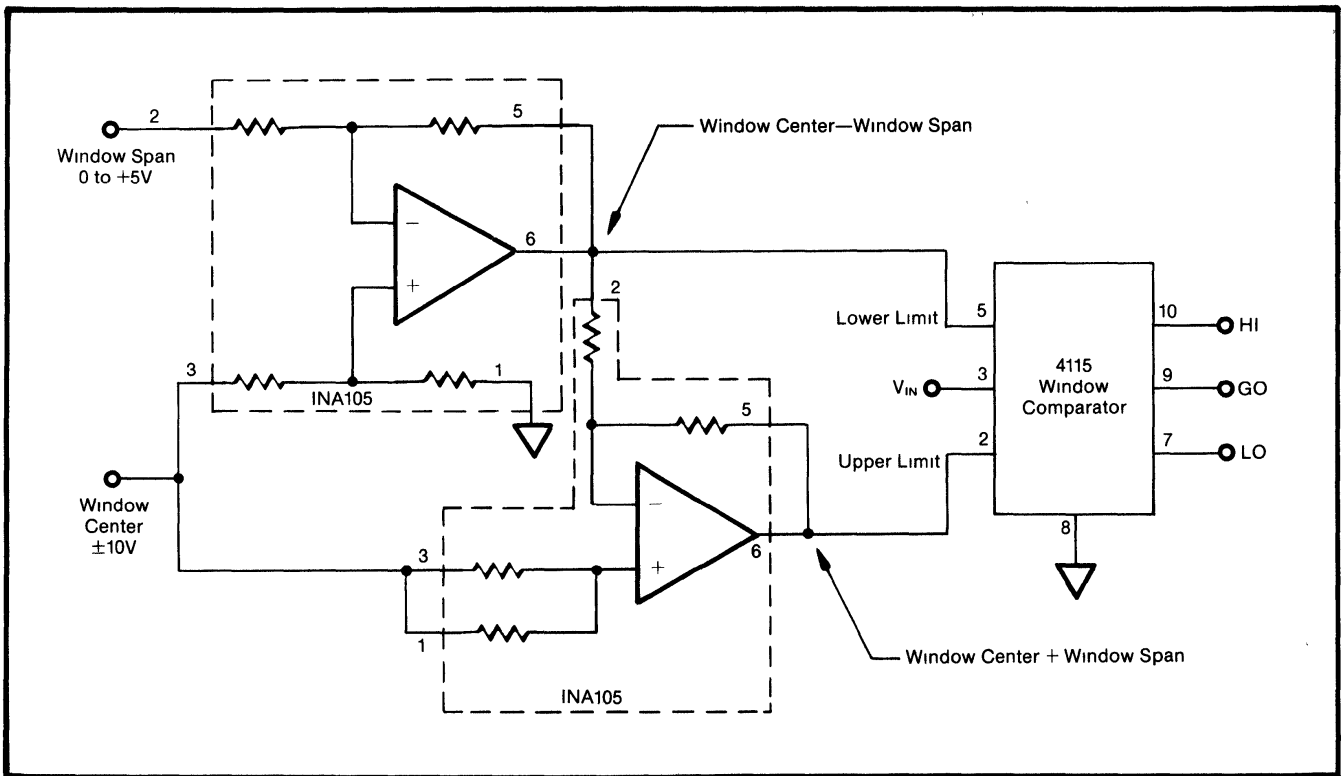 2
Window Span
0 to +5V
5
Window Center—Window Span
−
6
+
2
3
1
INA105
Lower Limit
5
10
HI
4115
Window
Comparator
VIN
3
9
GO
5
2
7
LO
Upper Limit
Window
Center
±10V
−
8
3
6
+
1
Window Center + Window Span
INA105